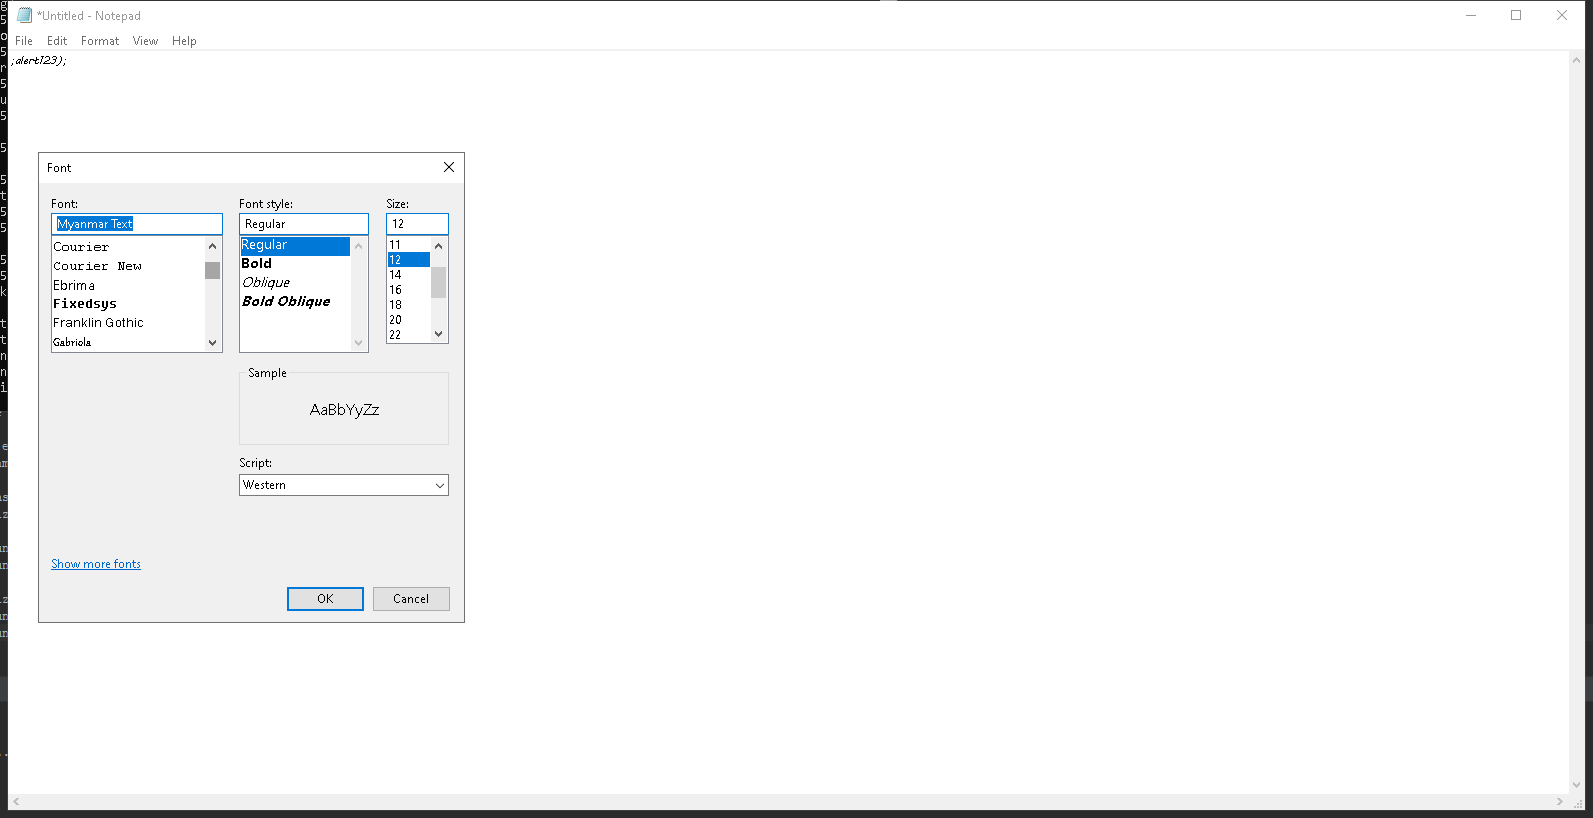 *Untitled - Notepad
File Edit Format View Help
;alert123);
Font
Font: Font style: Size:
Myanmar Text Regular 12
Courier
Courier New
Ebrima
Fixedsys
Franklin Gothic
Gabriola
Regular
Bold
Oblique
Bold Oblique
11
12
14
16
18
20
22
Sample
AaBbYyZz
Script:
Western
Show more fonts
OK Cancel